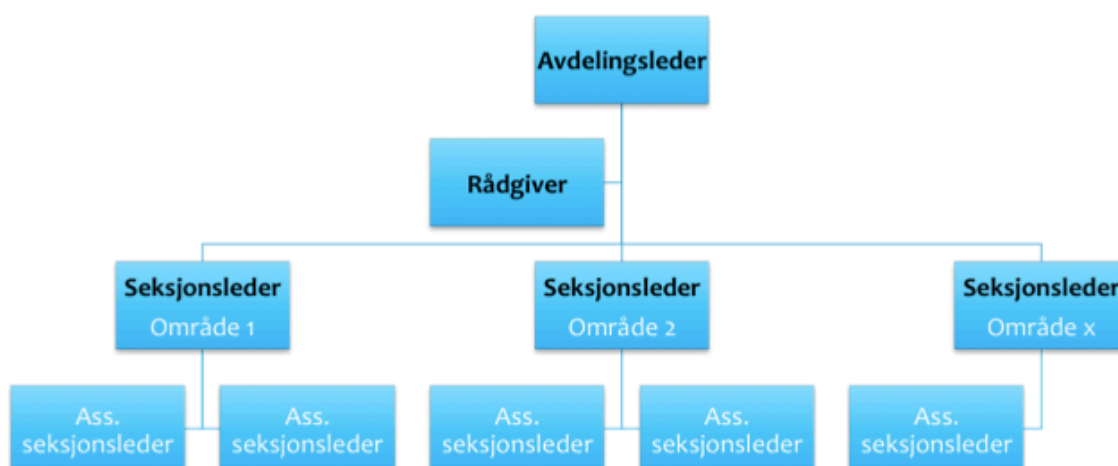 Avdelingsleder
Rådgiver
Seksjonsleder
Område 1
Seksjonsleder
Område 2
Seksjonsleder
Område x
Ass.
seksjonsleder
Ass.
seksjonsleder
Ass.
seksjonsleder
Ass.
seksjonsleder
Ass.
seksjonsleder